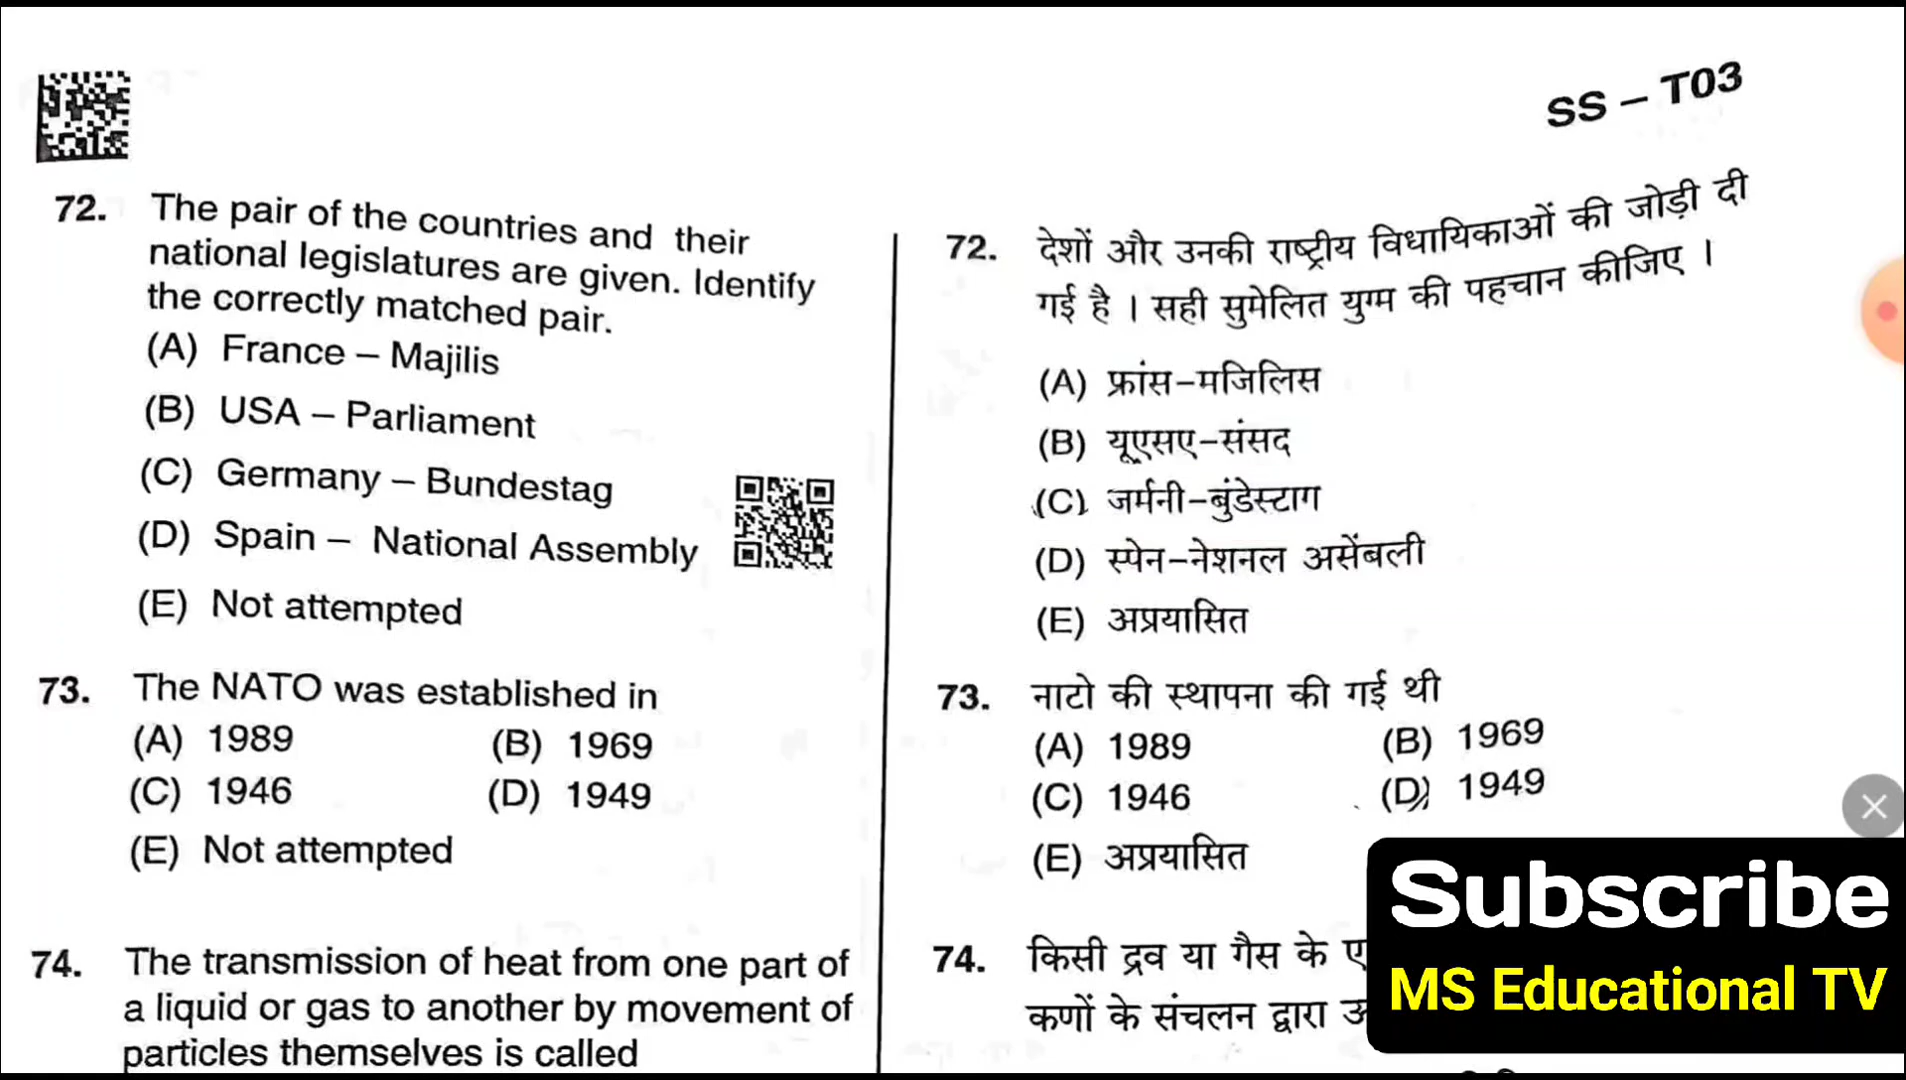 SS – T03
72. The pair of the countries and their
national legislatures are given. Identify
the correctly matched pair.
(A) France – Majilis
(B) USA – Parliament
(C) Germany – Bundestag
(D) Spain – National Assembly
(E) Not attempted
73. The NATO was established in
(A) 1989 (B) 1969
(C) 1946 (D) 1949
(E) Not attempted
74. The transmission of heat from one part of
a liquid or gas to another by movement of
particles themselves is called
72. देशों और उनकी राष्ट्रीय विधायिकाओं की जोड़ी दी
गई है । सही सुमेलित युग्म की पहचान कीजिए ।
(A) फ्रांस–मजिलिस
(B) यूएसए–संसद
(C) जर्मनी–बुंडेस्टाग
(D) स्पेन–नेशनल असेंबली
(E) अप्रयासित
73. नाटो की स्थापना की गई थी
(A) 1989 (B) 1969
(C) 1946 (D) 1949
(E) अप्रयासित
74. किसी द्रव या गैस के
कणों के संचलन द्वारा
Subscribe
MS Educational TV